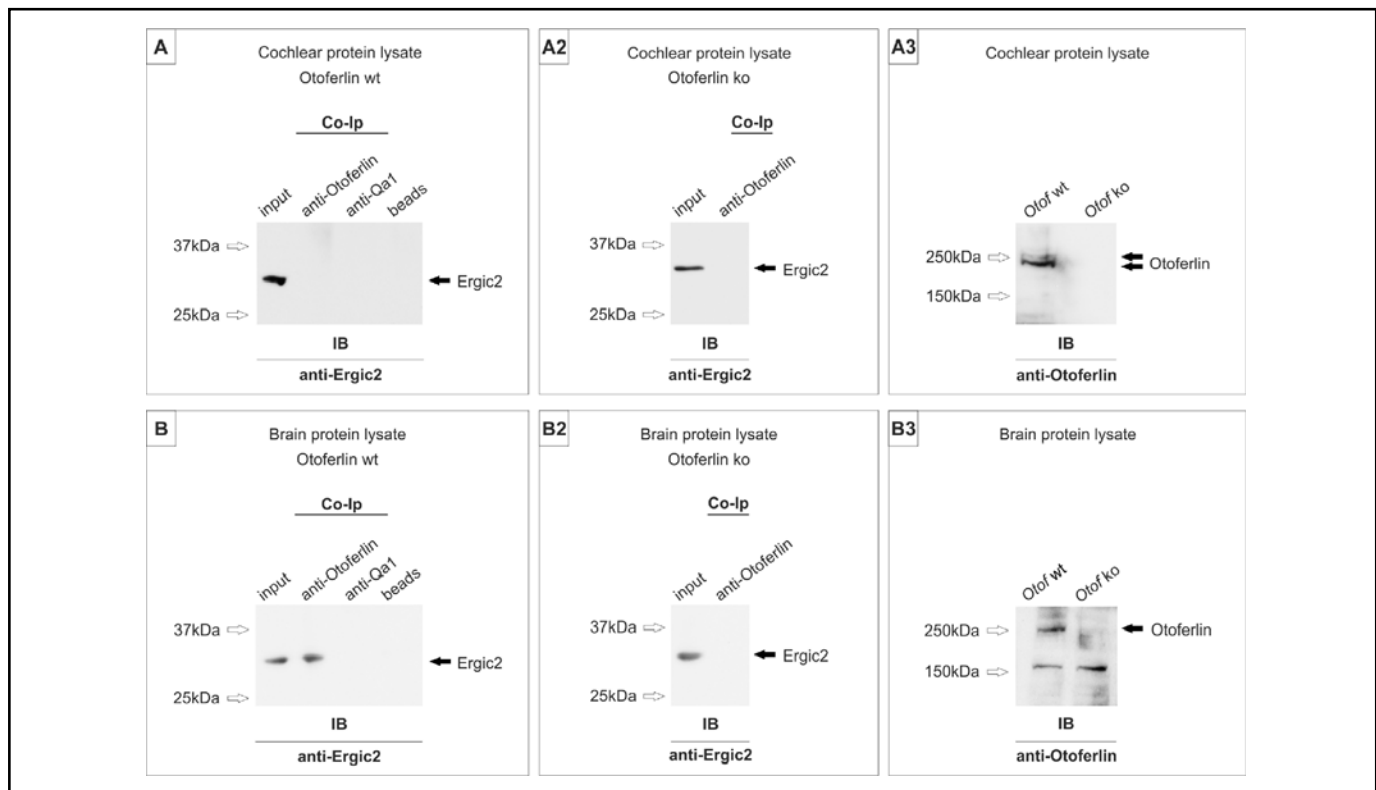 A
Cochlear protein lysate
Otoferlin wt
Co-Ip
input
anti-Otoferlin
anti-Qa1
beads
37kDa
Ergic2
25kDa
IB
anti-Ergic2
A2
Cochlear protein lysate
Otoferlin ko
Co-Ip
input
anti-Otoferlin
37kDa
Ergic2
25kDa
IB
anti-Ergic2
A3
Cochlear protein lysate
Otof wt
Otof ko
250kDa
Otoferlin
150kDa
IB
anti-Otoferlin
B
Brain protein lysate
Otoferlin wt
Co-Ip
input
anti-Otoferlin
anti-Qa1
beads
37kDa
Ergic2
25kDa
IB
anti-Ergic2
B2
Brain protein lysate
Otoferlin ko
Co-Ip
input
anti-Otoferlin
37kDa
Ergic2
25kDa
IB
anti-Ergic2
B3
Brain protein lysate
Otof wt
Otof ko
250kDa
Otoferlin
150kDa
IB
anti-Otoferlin